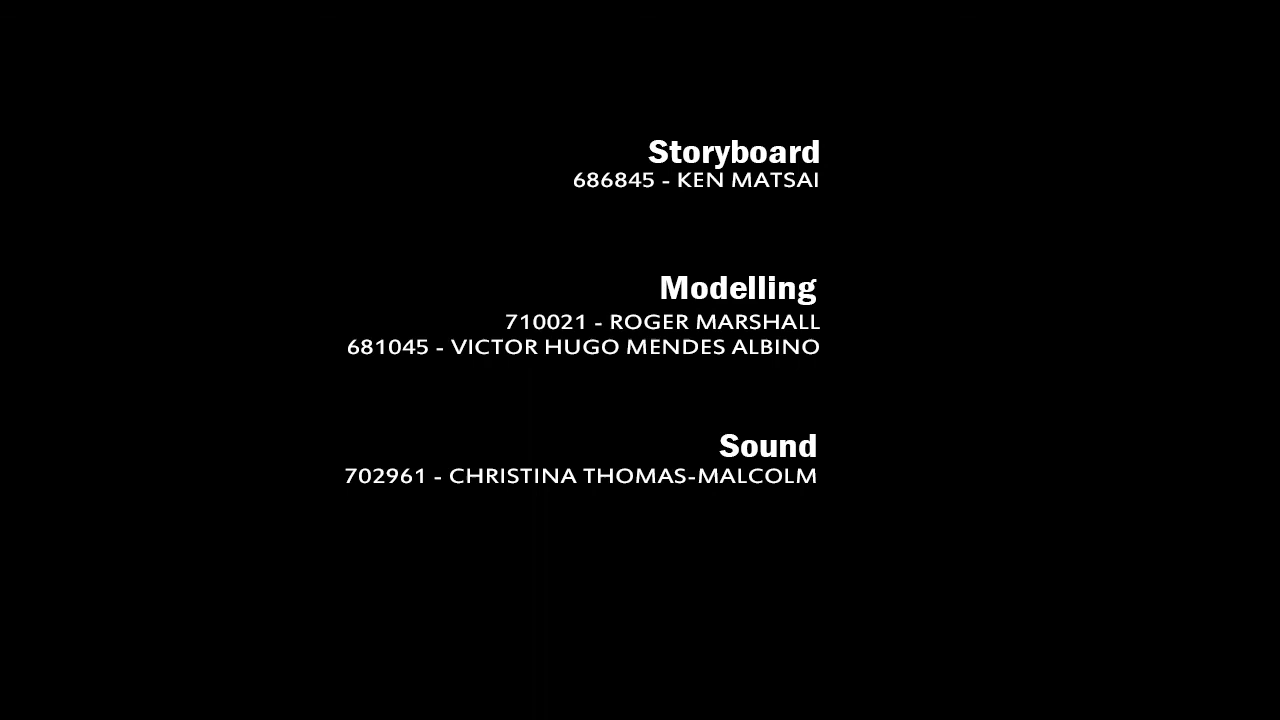 Storyboard
686845 - KEN MATSAI
Modelling
710021 - ROGER MARSHALL
681045 - VICTOR HUGO MENDES ALBINO
Sound
702961 - CHRISTINA THOMAS-MALCOLM